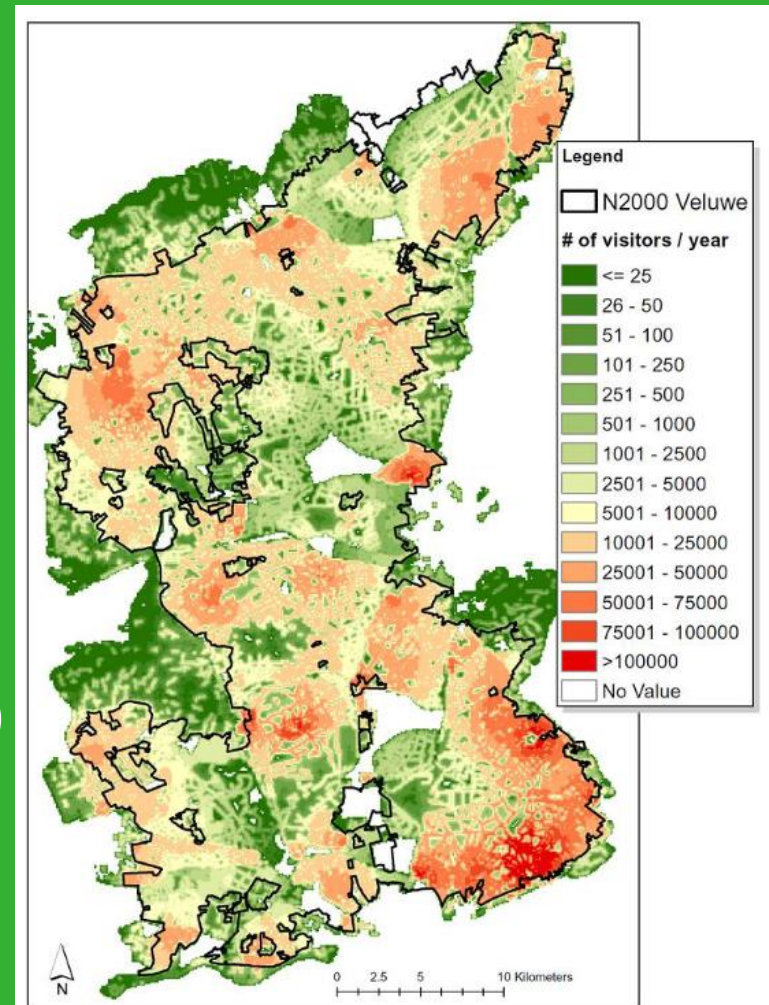 Legend
N2000 Veluwe
# of visitors / year
<= 25
26 - 50
51 - 100
101 - 250
251 - 500
501 - 1000
1001 - 2500
2501 - 5000
5001 - 10000
10001 - 25000
25001 - 50000
50001 - 75000
75001 - 100000
>100000
No Value
N
0 2.5 5 10 Kilometers